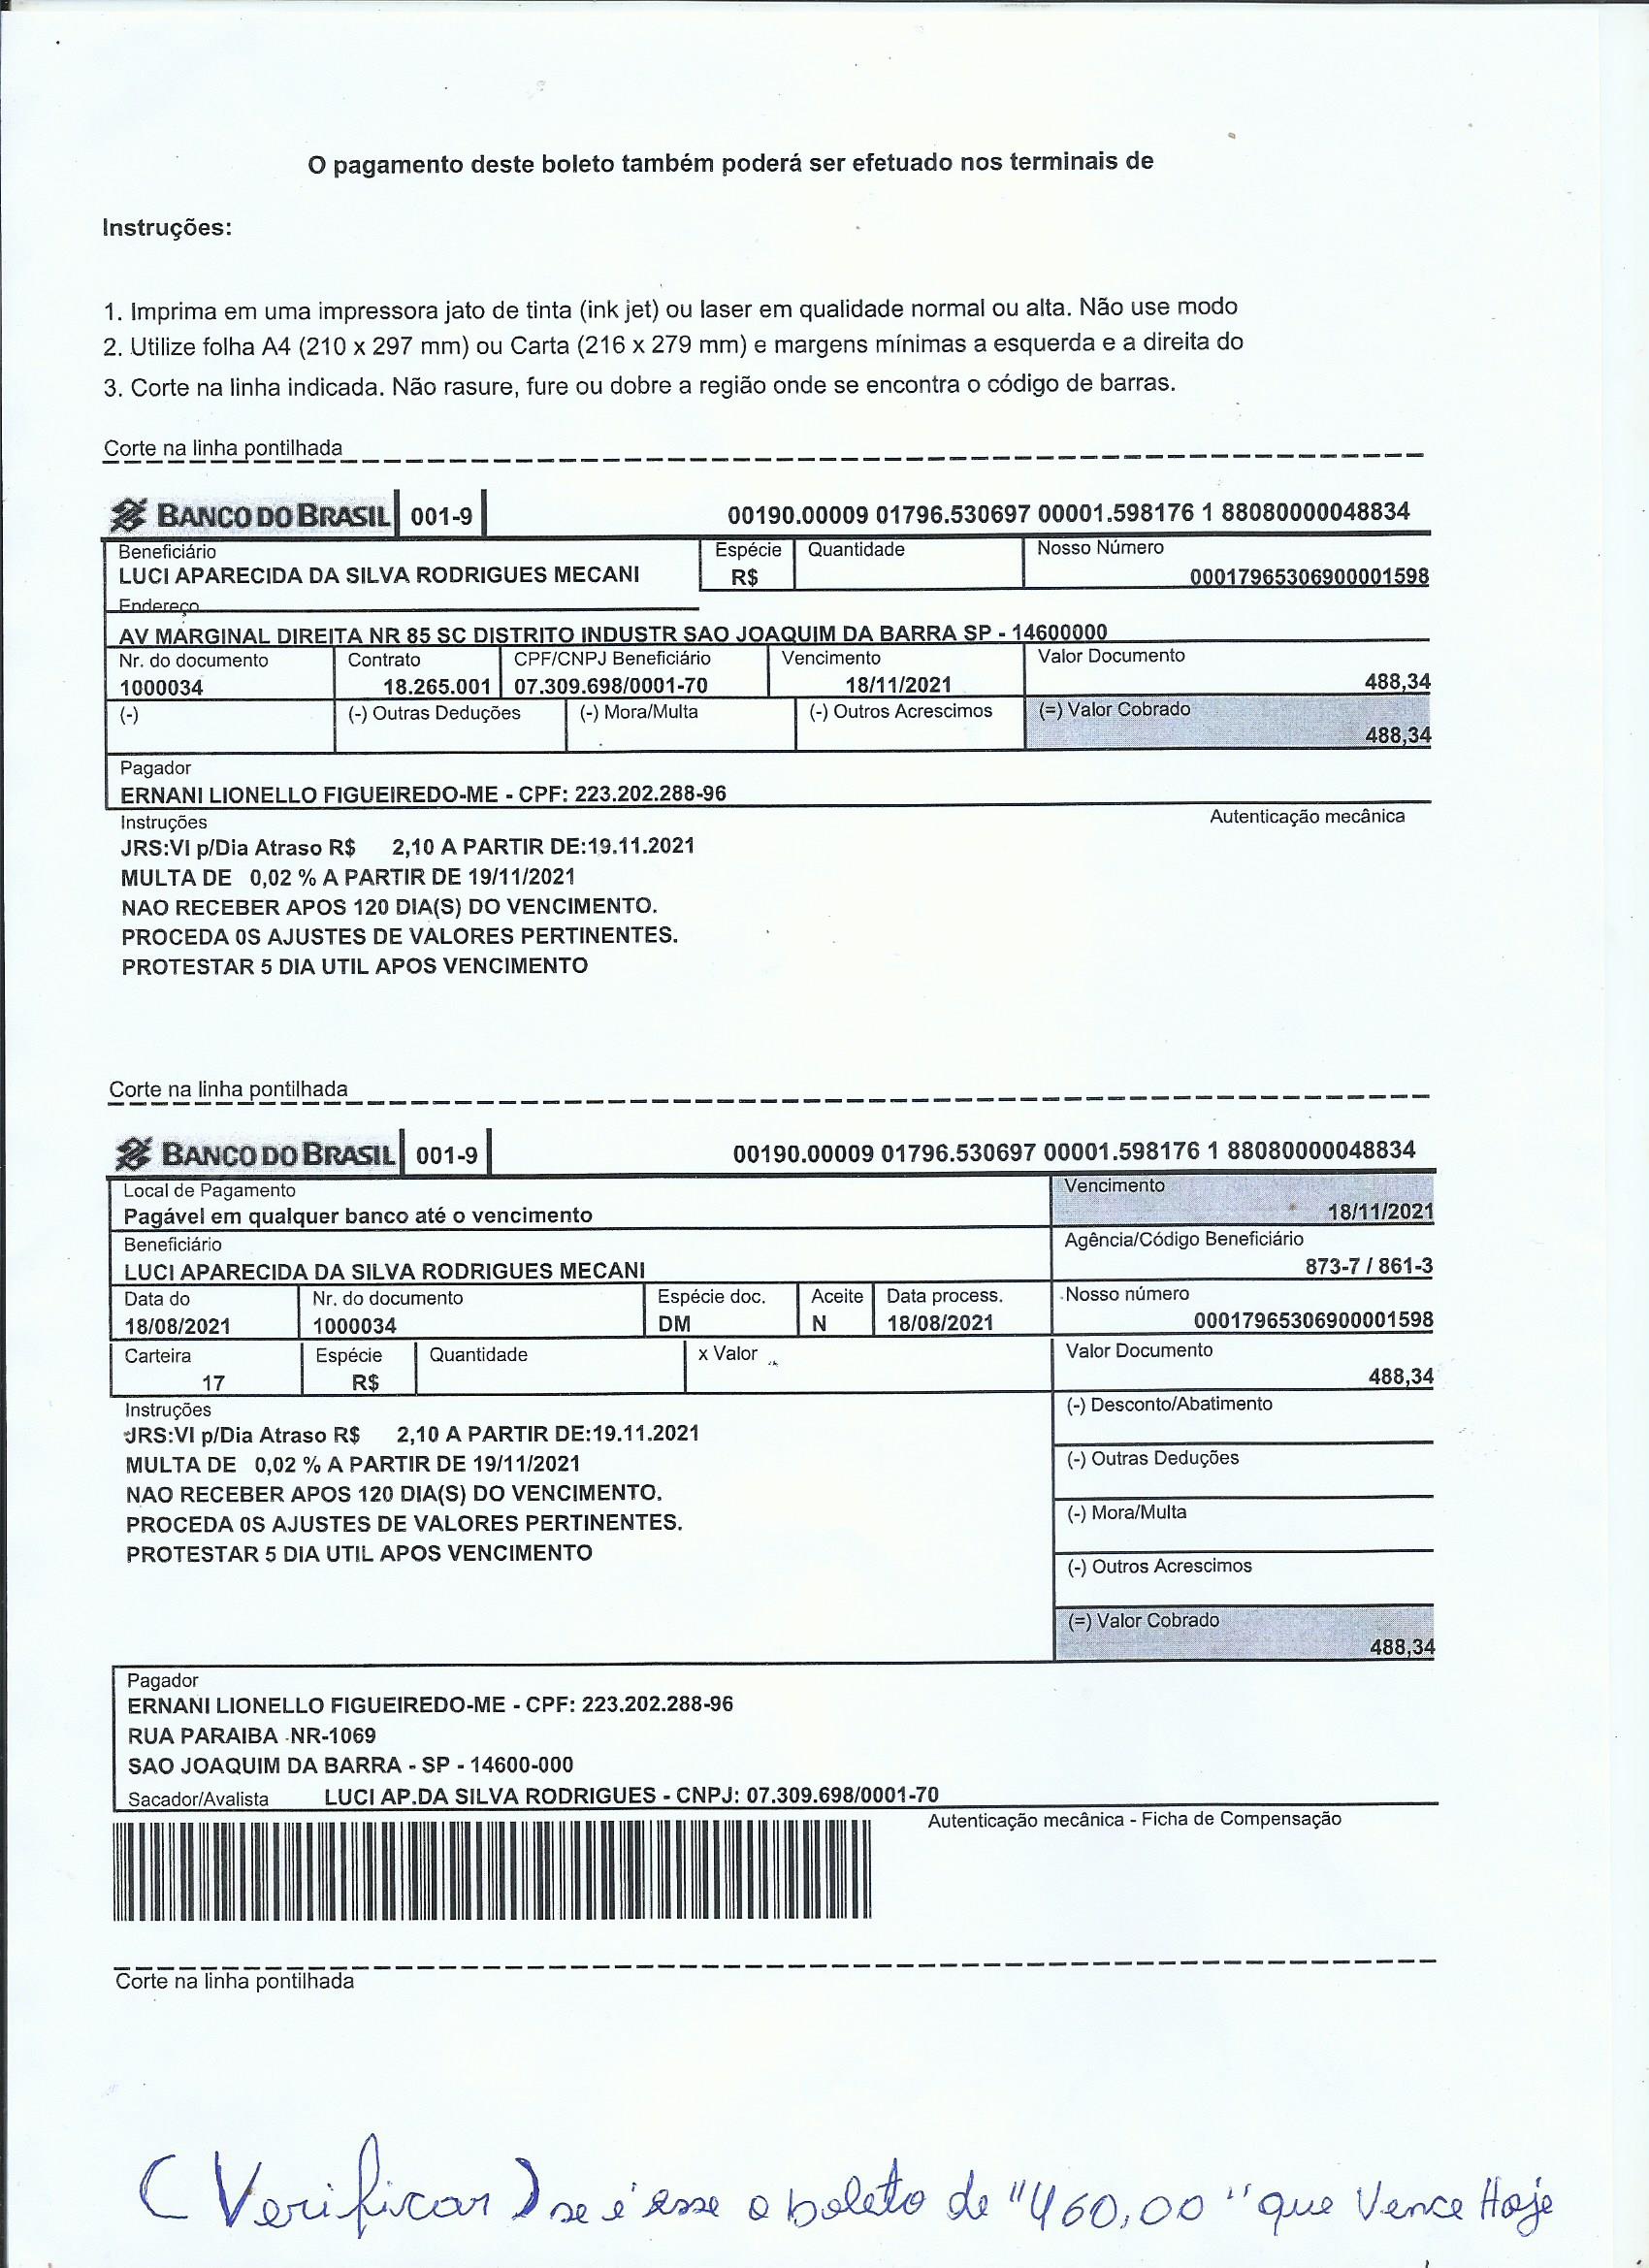 O pagamento deste boleto também poderá ser efetuado nos terminais de
Instruções:
1. Imprima em uma impressora jato de tinta (ink jet) ou laser em qualidade normal ou alta. Não use modo
2. Utilize folha A4 (210 x 297 mm) ou Carta (216 x 279 mm) e margens mínimas a esquerda e a direita do
3. Corte na linha indicada. Não rasure, fure ou dobre a região onde se encontra o código de barras.
Corte na linha pontilhada
BANCO DO BRASIL 001-9 00190.00009 01796.530697 00001.598176 1 88080000048834
Beneficiário Espécie Quantidade Nosso Número
LUCI APARECIDA DA SILVA RODRIGUES MECANI R$ 00017965306900001598
Endereço
AV MARGINAL DIREITA NR 85 SC DISTRITO INDUSTR SAO JOAQUIM DA BARRA SP - 14600000
Nr. do documento Contrato CPF/CNPJ Beneficiário Vencimento Valor Documento
1000034 18.265.001 07.309.698/0001-70 18/11/2021 488,34
(-) (-) Outras Deduções (-) Mora/Multa (-) Outros Acrescimos (=) Valor Cobrado
488,34
Pagador
ERNANI LIONELLO FIGUEIREDO-ME - CPF: 223.202.288-96
Instruções Autenticação mecânica
JRS:VI p/Dia Atraso R$ 2,10 A PARTIR DE:19.11.2021
MULTA DE 0,02 % A PARTIR DE 19/11/2021
NAO RECEBER APOS 120 DIA(S) DO VENCIMENTO.
PROCEDA 0S AJUSTES DE VALORES PERTINENTES.
PROTESTAR 5 DIA UTIL APOS VENCIMENTO
Corte na linha pontilhada
BANCO DO BRASIL 001-9 00190.00009 01796.530697 00001.598176 1 88080000048834
Local de Pagamento Vencimento
Pagável em qualquer banco até o vencimento 18/11/2021
Beneficiário Agência/Código Beneficiário
LUCI APARECIDA DA SILVA RODRIGUES MECANI 873-7 / 861-3
Data do Nr. do documento Espécie doc. Aceite Data process. Nosso número
18/08/2021 1000034 DM N 18/08/2021 00017965306900001598
Carteira Espécie Quantidade x Valor Valor Documento
17 R$ 488,34
Instruções (-) Desconto/Abatimento
JRS:VI p/Dia Atraso R$ 2,10 A PARTIR DE:19.11.2021
MULTA DE 0,02 % A PARTIR DE 19/11/2021 (-) Outras Deduções
NAO RECEBER APOS 120 DIA(S) DO VENCIMENTO.
PROCEDA 0S AJUSTES DE VALORES PERTINENTES. (-) Mora/Multa
PROTESTAR 5 DIA UTIL APOS VENCIMENTO
(-) Outros Acrescimos
(=) Valor Cobrado
488,34
Pagador
ERNANI LIONELLO FIGUEIREDO-ME - CPF: 223.202.288-96
RUA PARAIBA -NR-1069
SAO JOAQUIM DA BARRA - SP - 14600-000
Sacador/Avalista LUCI AP.DA SILVA RODRIGUES - CNPJ: 07.309.698/0001-70
Autenticação mecânica - Ficha de Compensação
Corte na linha pontilhada
(Verificar) se é esse o boleto de "460,00" que Vence Hoje